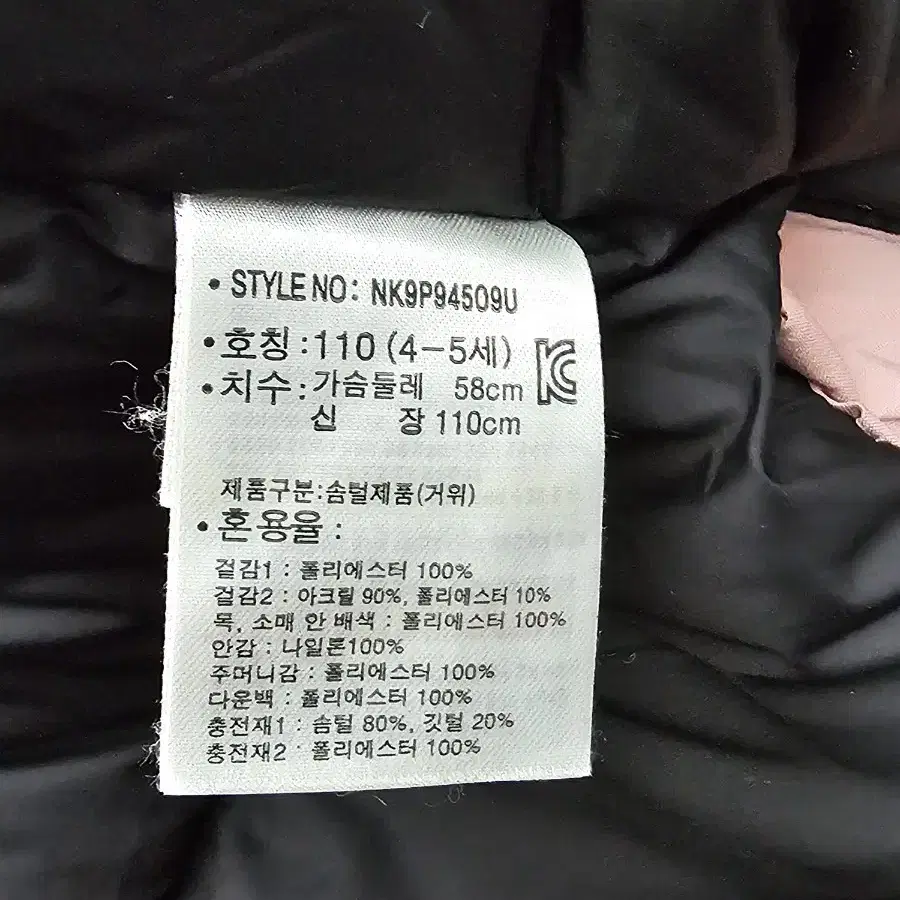 • STYLE NO: NK9P94509U
• 호칭 : 110 (4-5세)
• 치수 : 가슴둘레 58cm
신 장 110cm
제품구분:솜털제품(거위)
• 혼용율 :
겉감1 : 폴리에스터 100%
겉감2 : 아크릴 90%, 폴리에스터 10%
목, 소매 안 배색 : 폴리에스터 100%
안감 : 나일론100%
주머니감 : 폴리에스터 100%
다운백 : 폴리에스터 100%
충전재1 : 솜털 80%, 깃털 20%
충전재2 : 폴리에스터 100%